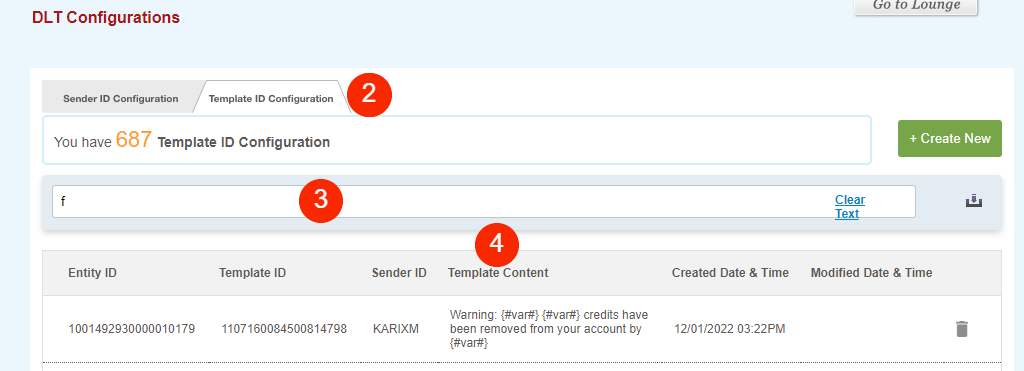 DLT Configurations
Go to Lounge
Sender ID Configuration
Template ID Configuration
2
You have 687 Template ID Configuration
+ Create New
f
3
Clear
Text
4
Entity ID
Template ID
Sender ID
Template Content
Created Date & Time
Modified Date & Time
1001492930000010179
1107160084500814798
KARIXM
Warning: {#var#} {#var#} credits have
been removed from your account by
{#var#}
12/01/2022 03:22PM